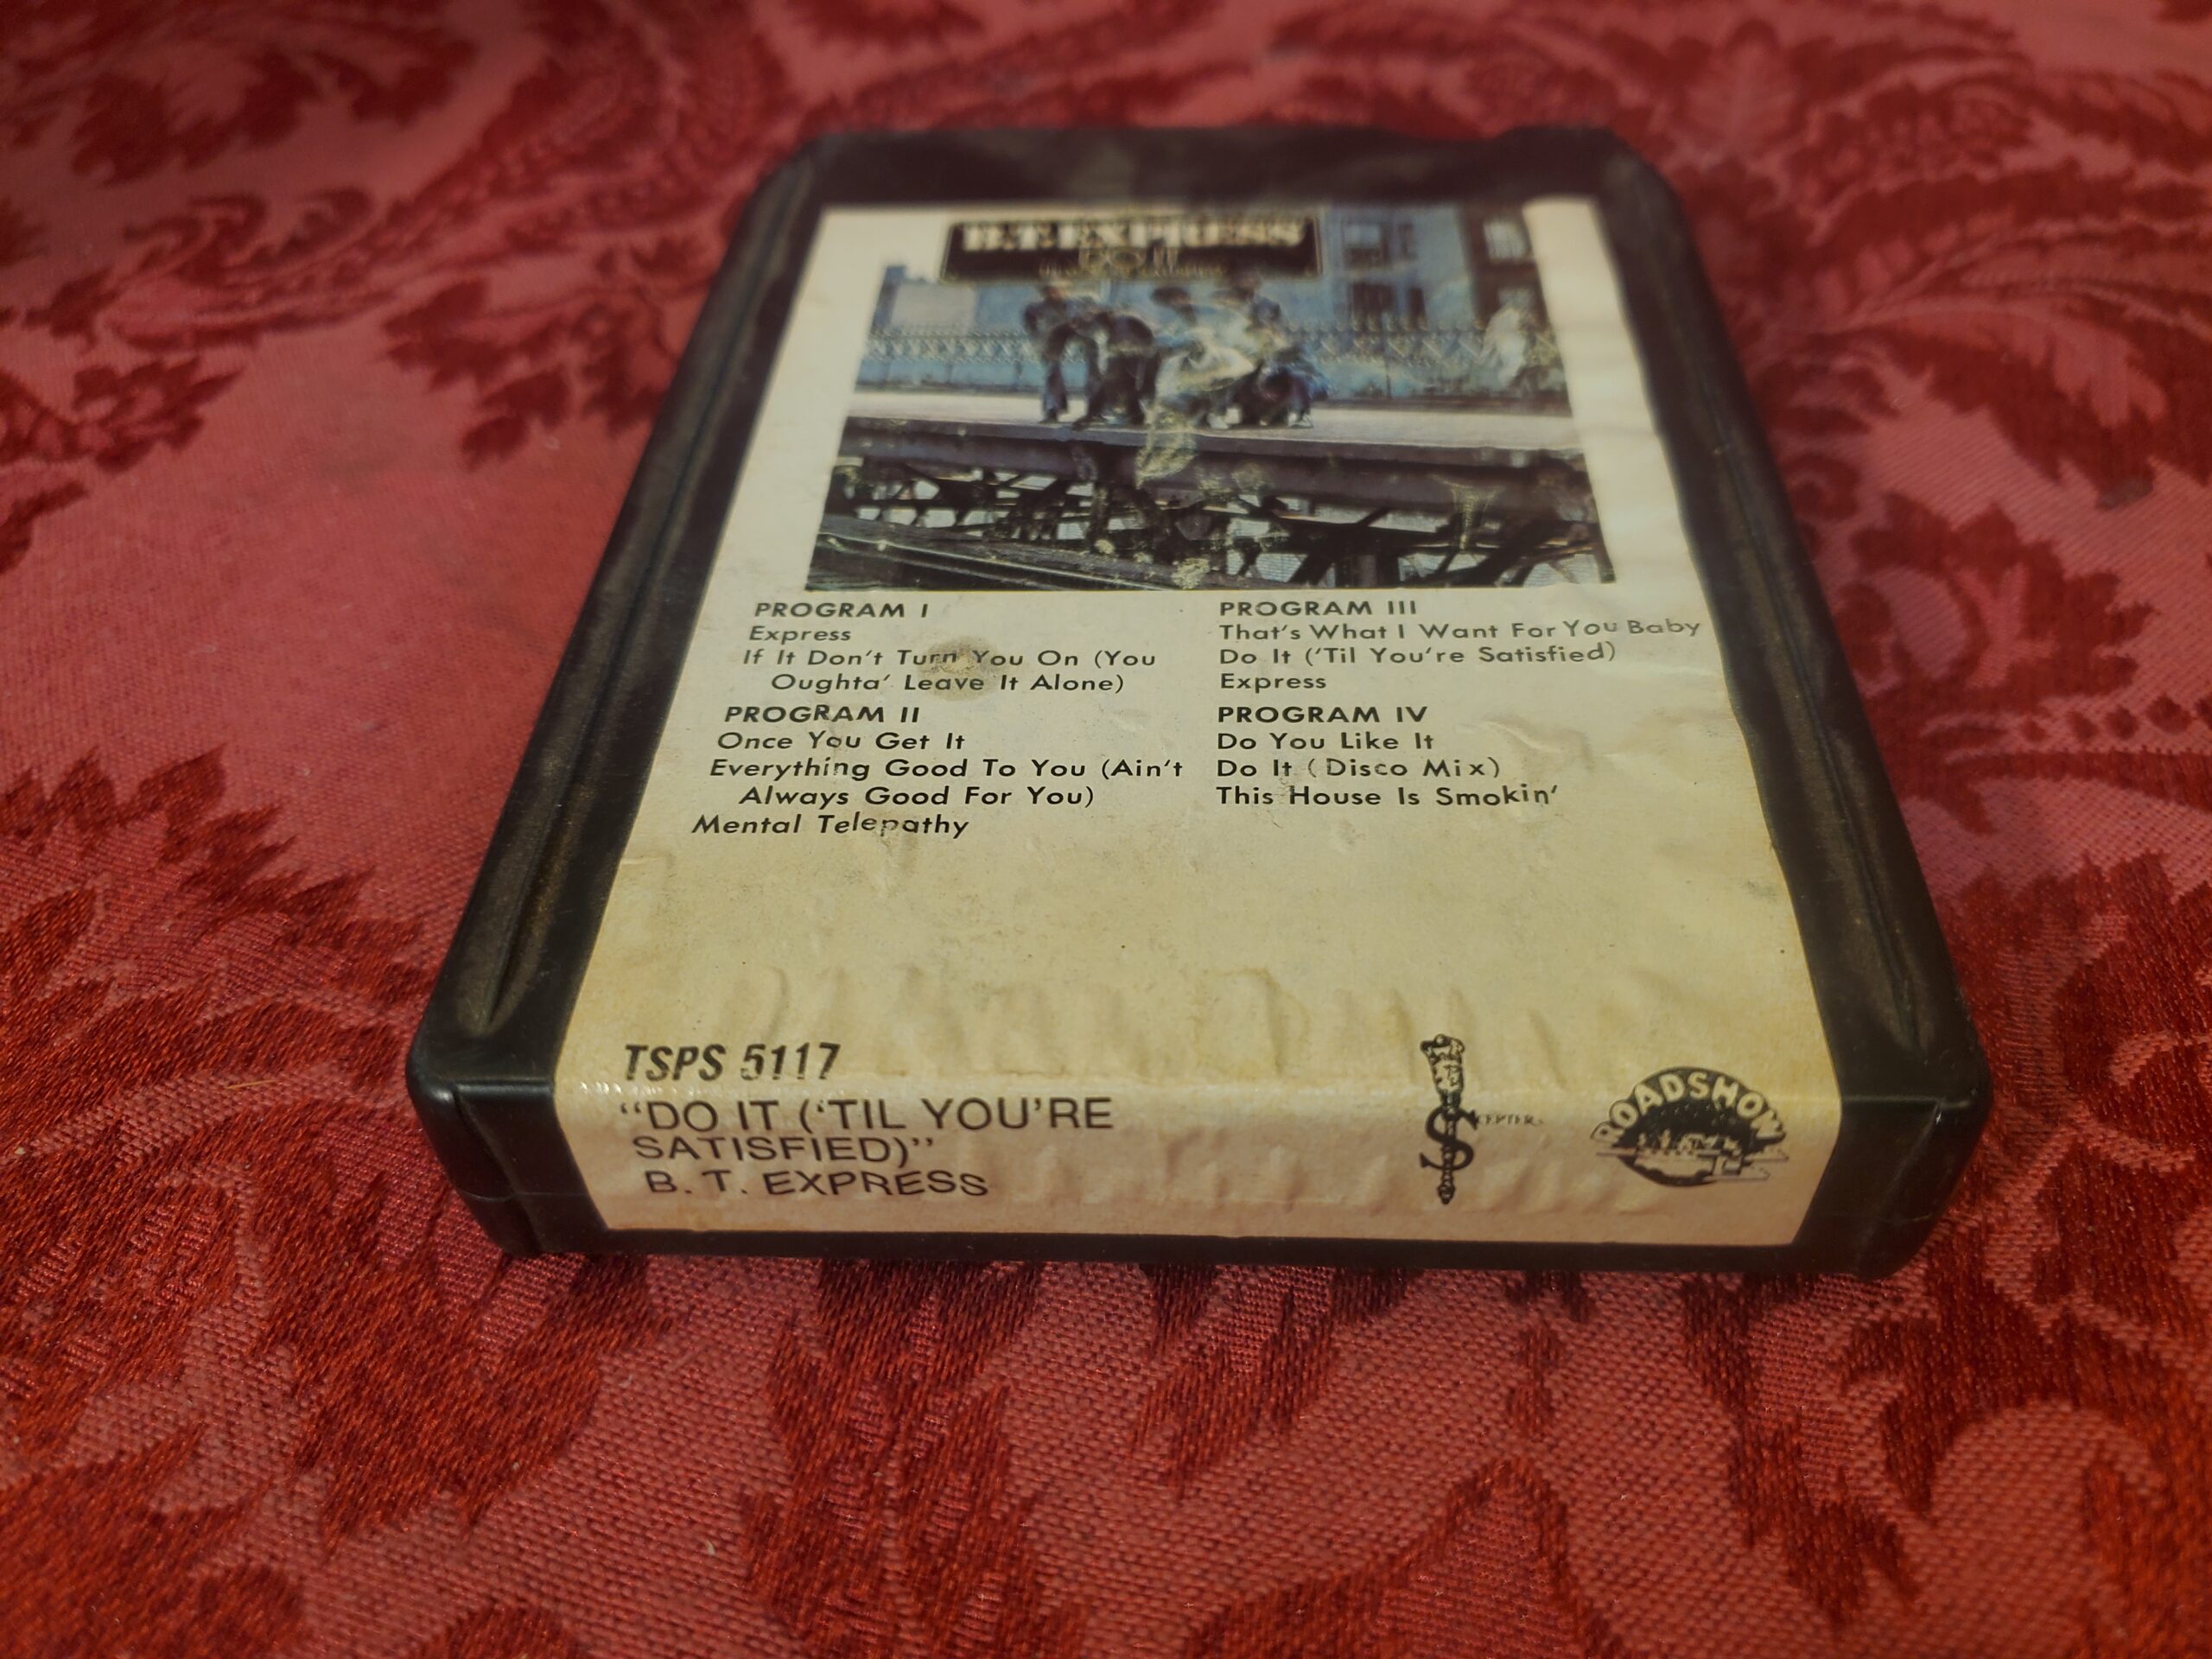 B.T. EXPRESS
DO IT
PROGRAM I
Express
If It Don't Turn You On (You
Oughta' Leave It Alone)
PROGRAM II
Once You Get It
Everything Good To You (Ain't
Always Good For You)
Mental Telepathy
PROGRAM III
That's What I Want For You Baby
Do It ('Til You're Satisfied)
Express
PROGRAM IV
Do You Like It
Do It (Disco Mix)
This House Is Smokin'
TSPS 5117
"DO IT ('TIL YOU'RE
SATISFIED)"
B. T. EXPRESS
SCEPTER
ROADSHOW